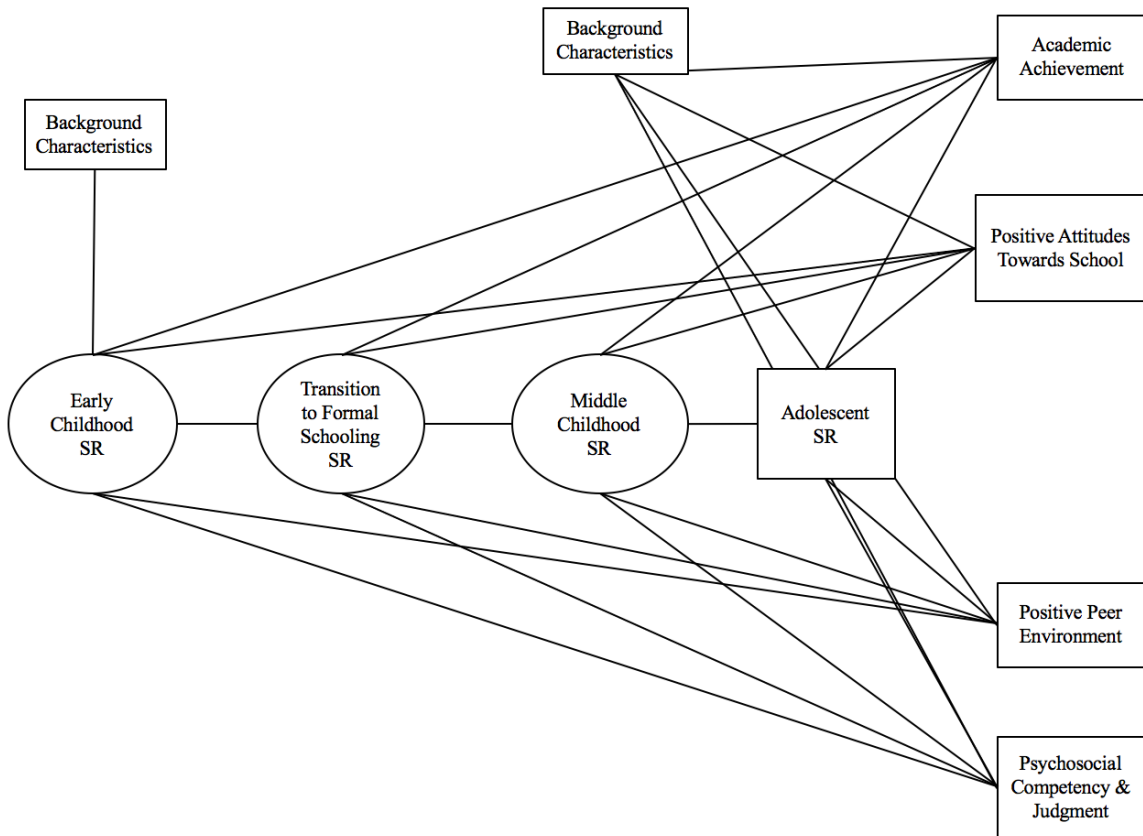 Background
Characteristics
Academic
Achievement
Background
Characteristics
Positive Attitudes
Towards School
Early
Childhood
SR
Transition
to Formal
Schooling
SR
Middle
Childhood
SR
Adolescent
SR
Positive Peer
Environment
Psychosocial
Competency &
Judgment